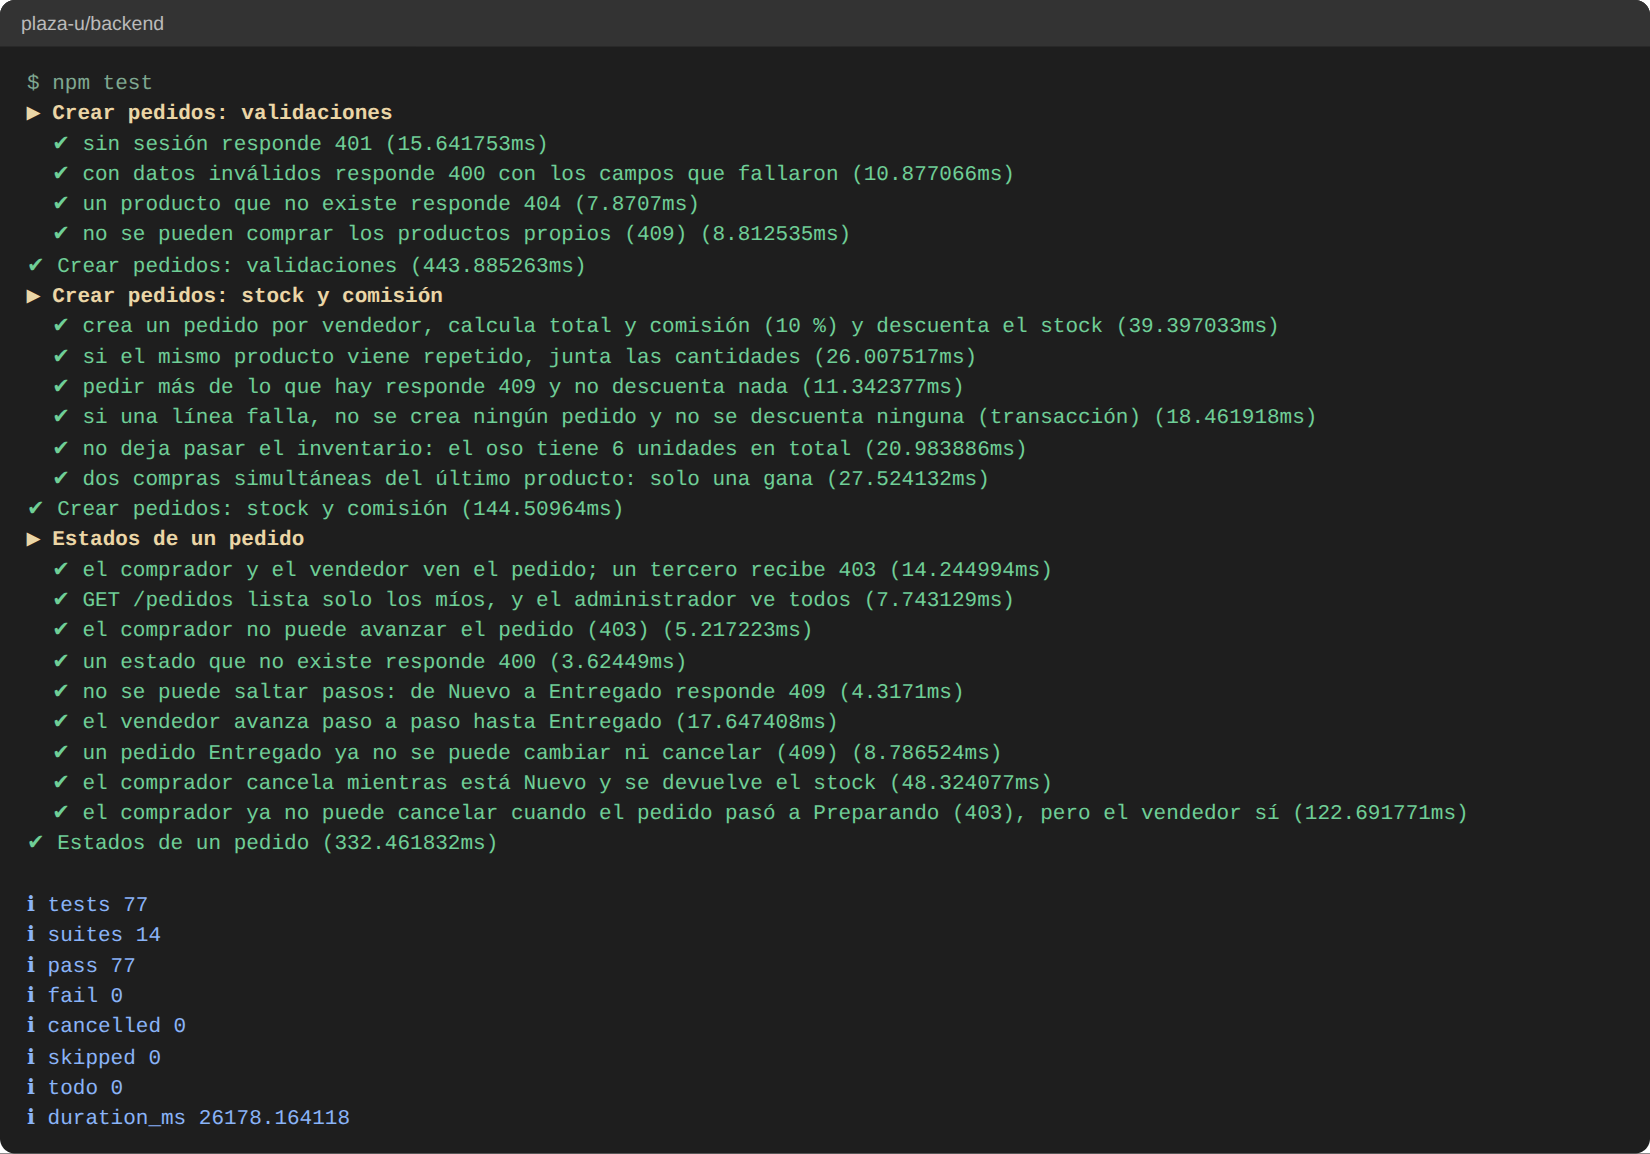 plaza-u/backend
$ npm test
▶ Crear pedidos: validaciones
✔ sin sesión responde 401 (15.641753ms)
✔ con datos inválidos responde 400 con los campos que fallaron (10.877066ms)
✔ un producto que no existe responde 404 (7.8707ms)
✔ no se pueden comprar los productos propios (409) (8.812535ms)
✔ Crear pedidos: validaciones (443.885263ms)
▶ Crear pedidos: stock y comisión
✔ crea un pedido por vendedor, calcula total y comisión (10 %) y descuenta el stock (39.397033ms)
✔ si el mismo producto viene repetido, junta las cantidades (26.007517ms)
✔ pedir más de lo que hay responde 409 y no descuenta nada (11.342377ms)
✔ si una línea falla, no se crea ningún pedido y no se descuenta ninguna (transacción) (18.461918ms)
✔ no deja pasar el inventario: el oso tiene 6 unidades en total (20.983886ms)
✔ dos compras simultáneas del último producto: solo una gana (27.524132ms)
✔ Crear pedidos: stock y comisión (144.50964ms)
▶ Estados de un pedido
✔ el comprador y el vendedor ven el pedido; un tercero recibe 403 (14.244994ms)
✔ GET /pedidos lista solo los míos, y el administrador ve todos (7.743129ms)
✔ el comprador no puede avanzar el pedido (403) (5.217223ms)
✔ un estado que no existe responde 400 (3.62449ms)
✔ no se puede saltar pasos: de Nuevo a Entregado responde 409 (4.3171ms)
✔ el vendedor avanza paso a paso hasta Entregado (17.647408ms)
✔ un pedido Entregado ya no se puede cambiar ni cancelar (409) (8.786524ms)
✔ el comprador cancela mientras está Nuevo y se devuelve el stock (48.324077ms)
✔ el comprador ya no puede cancelar cuando el pedido pasó a Preparando (403), pero el vendedor sí (122.691771ms)
✔ Estados de un pedido (332.461832ms)
ℹ tests 77
ℹ suites 14
ℹ pass 77
ℹ fail 0
ℹ cancelled 0
ℹ skipped 0
ℹ todo 0
ℹ duration_ms 26178.164118